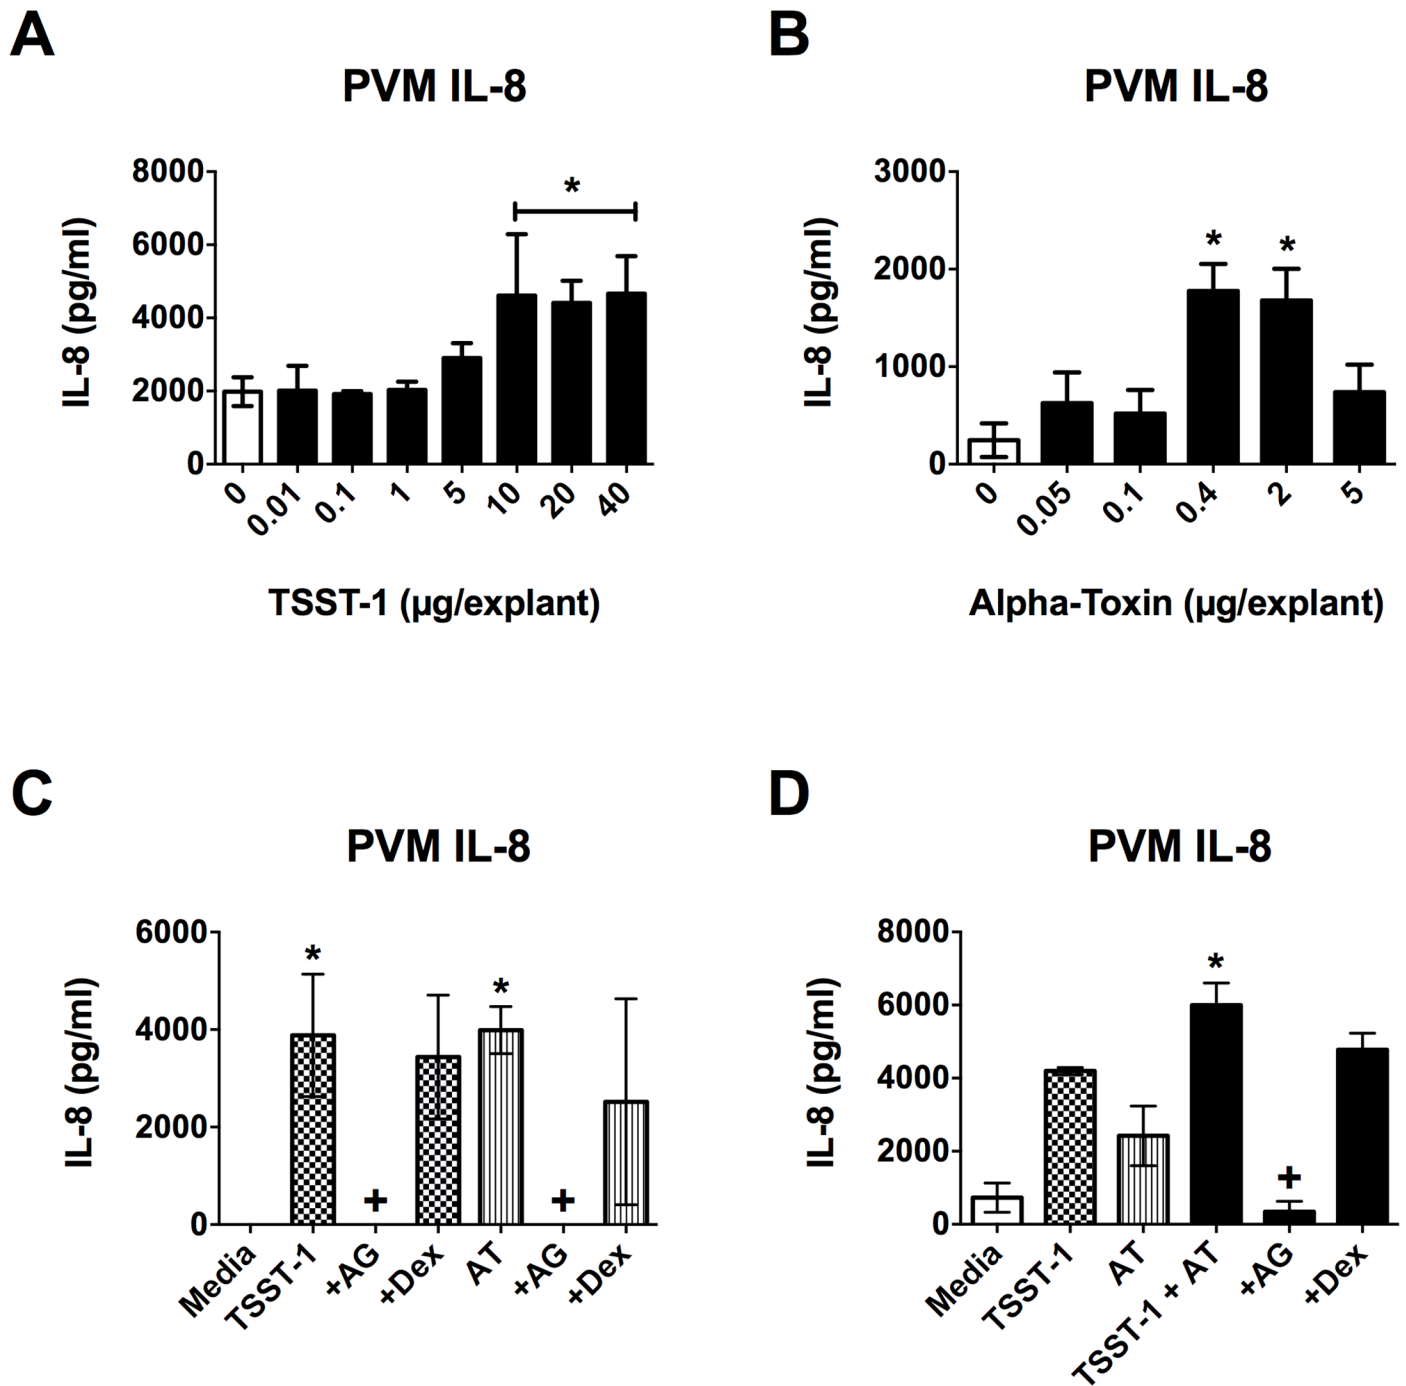 A
PVM IL-8
IL-8 (pg/ml)
8000
6000
4000
2000
0
*
0 0.01 0.1 1 5 10 20 40
TSST-1 (µg/explant)
B
PVM IL-8
IL-8 (pg/ml)
3000
2000
1000
0
* *
0 0.05 0.1 0.4 2 5
Alpha-Toxin (µg/explant)
C
PVM IL-8
IL-8 (pg/ml)
6000
4000
2000
0
* + * +
Media TSST-1 +AG +Dex AT +AG +Dex
D
PVM IL-8
IL-8 (pg/ml)
8000
6000
4000
2000
0
* +
Media TSST-1 AT TSST-1 + AT +AG +Dex